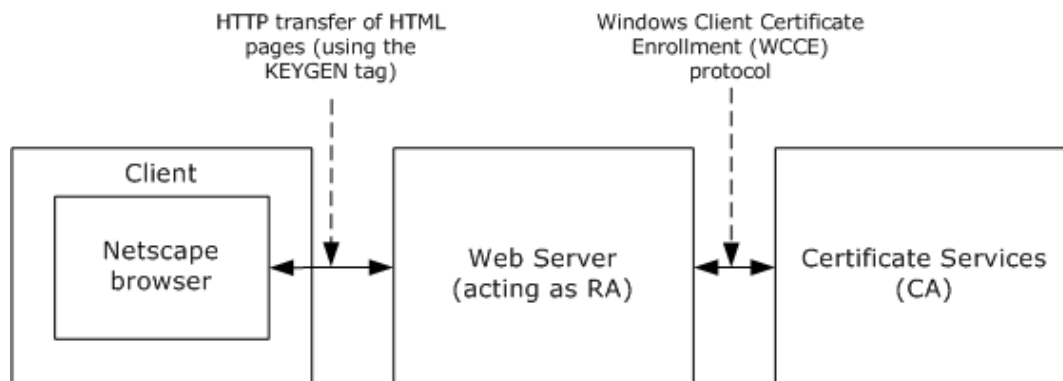 HTTP transfer of HTML
pages (using the
KEYGEN tag)
Windows Client Certificate
Enrollment (WCCE)
protocol
Client
Netscape
browser
Web Server
(acting as RA)
Certificate Services
(CA)